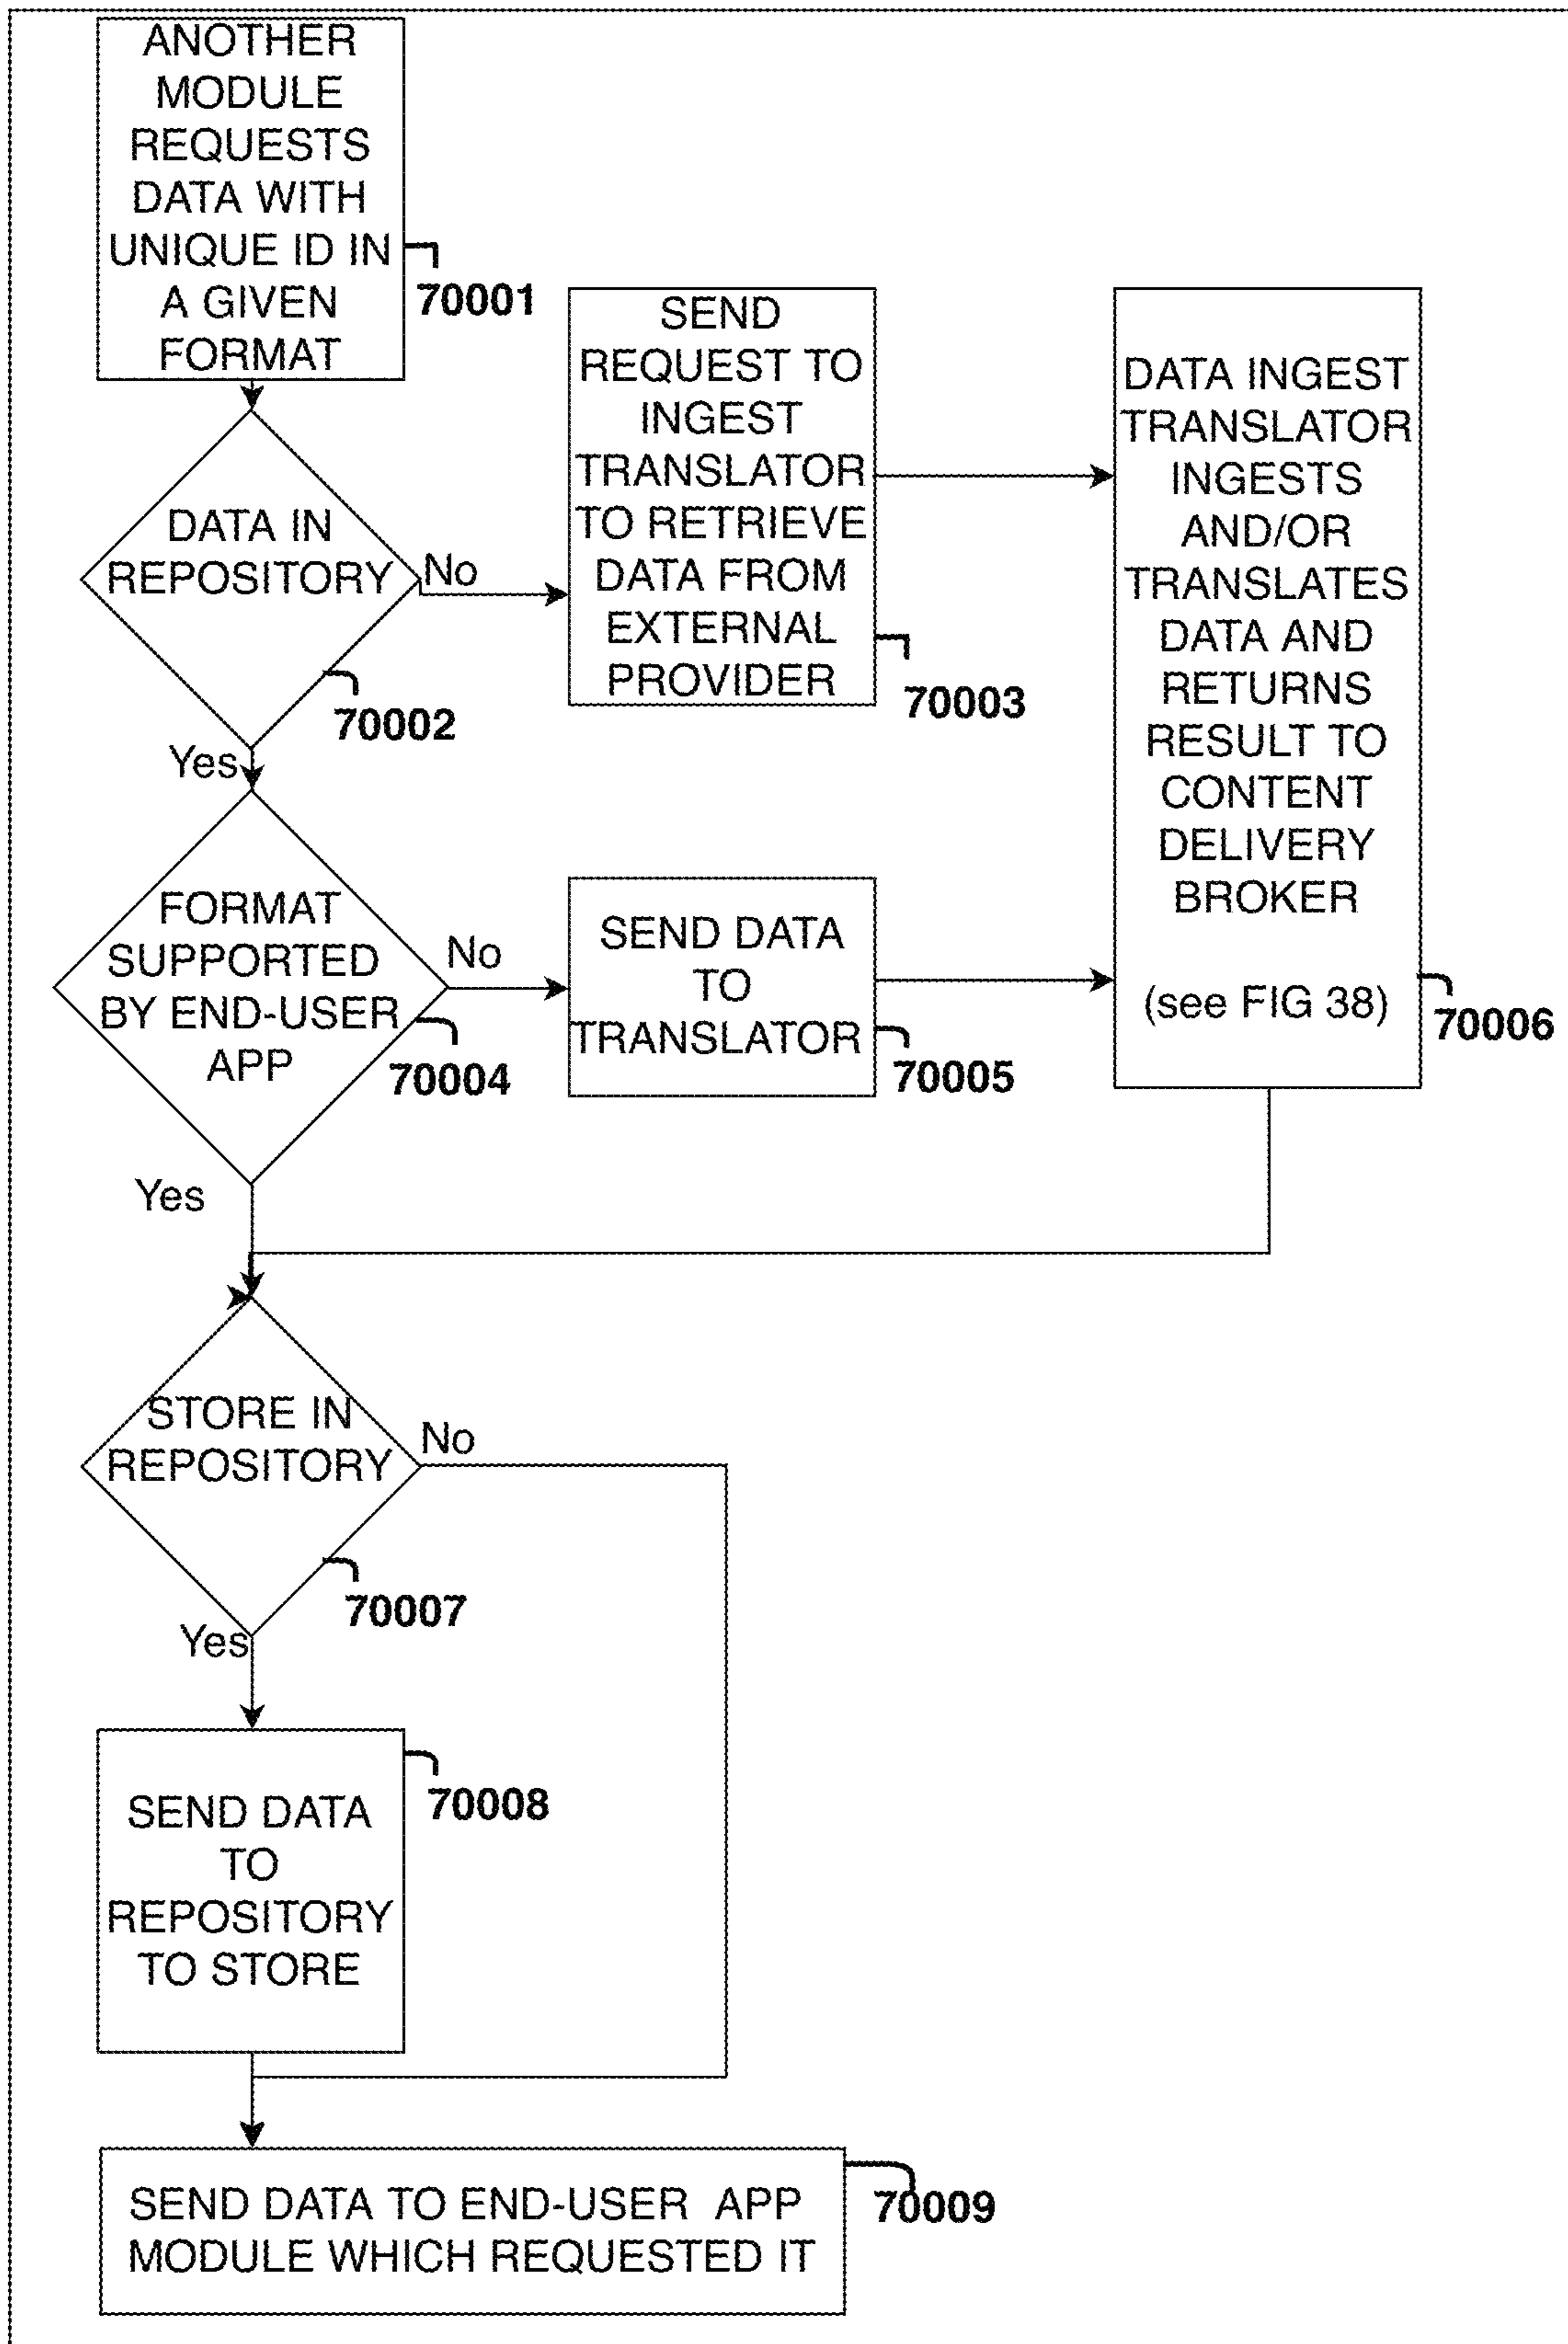 ANOTHER
MODULE
REQUESTS
DATA WITH
UNIQUE ID IN
A GIVEN
FORMAT
70001
DATA IN
REPOSITORY
No
70002
Yes
SEND
REQUEST TO
INGEST
TRANSLATOR
TO RETRIEVE
DATA FROM
EXTERNAL
PROVIDER
70003
DATA INGEST
TRANSLATOR
INGESTS
AND/OR
TRANSLATES
DATA AND
RETURNS
RESULT TO
CONTENT
DELIVERY
BROKER
(see FIG 38)
70006
FORMAT
SUPPORTED
BY END-USER
APP
No
70004
Yes
SEND DATA
TO
TRANSLATOR
70005
STORE IN
REPOSITORY
No
70007
Yes
SEND DATA
TO
REPOSITORY
TO STORE
70008
SEND DATA TO END-USER APP
MODULE WHICH REQUESTED IT
70009